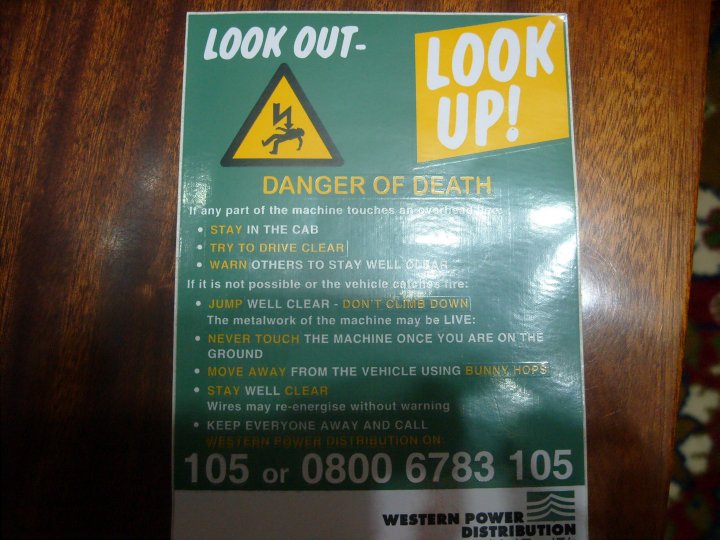 LOOK OUT-
LOOK
UP!
DANGER OF DEATH
If any part of the machine touches an overhead line:
• STAY IN THE CAB
• TRY TO DRIVE CLEAR
• WARN OTHERS TO STAY WELL CLEAR
If it is not possible or the vehicle catches fire:
• JUMP WELL CLEAR - DON'T CLIMB DOWN
The metalwork of the machine may be LIVE:
• NEVER TOUCH THE MACHINE ONCE YOU ARE ON THE
GROUND
• MOVE AWAY FROM THE VEHICLE USING BUNNY HOPS
• STAY WELL CLEAR
Wires may re-energise without warning
• KEEP EVERYONE AWAY AND CALL
WESTERN POWER DISTRIBUTION ON:
105 or 0800 6783 105
WESTERN POWER
DISTRIBUTION